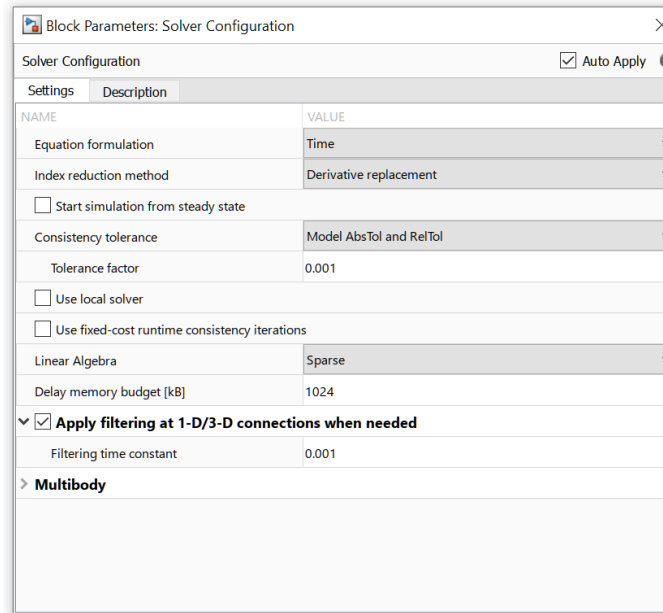 Block Parameters: Solver Configuration
Solver Configuration
Auto Apply
Settings Description
NAME VALUE
Equation formulation Time
Index reduction method Derivative replacement
Start simulation from steady state
Consistency tolerance Model AbsTol and RelTol
Tolerance factor 0.001
Use local solver
Use fixed-cost runtime consistency iterations
Linear Algebra Sparse
Delay memory budget [kB] 1024
Apply filtering at 1-D/3-D connections when needed
Filtering time constant 0.001
Multibody